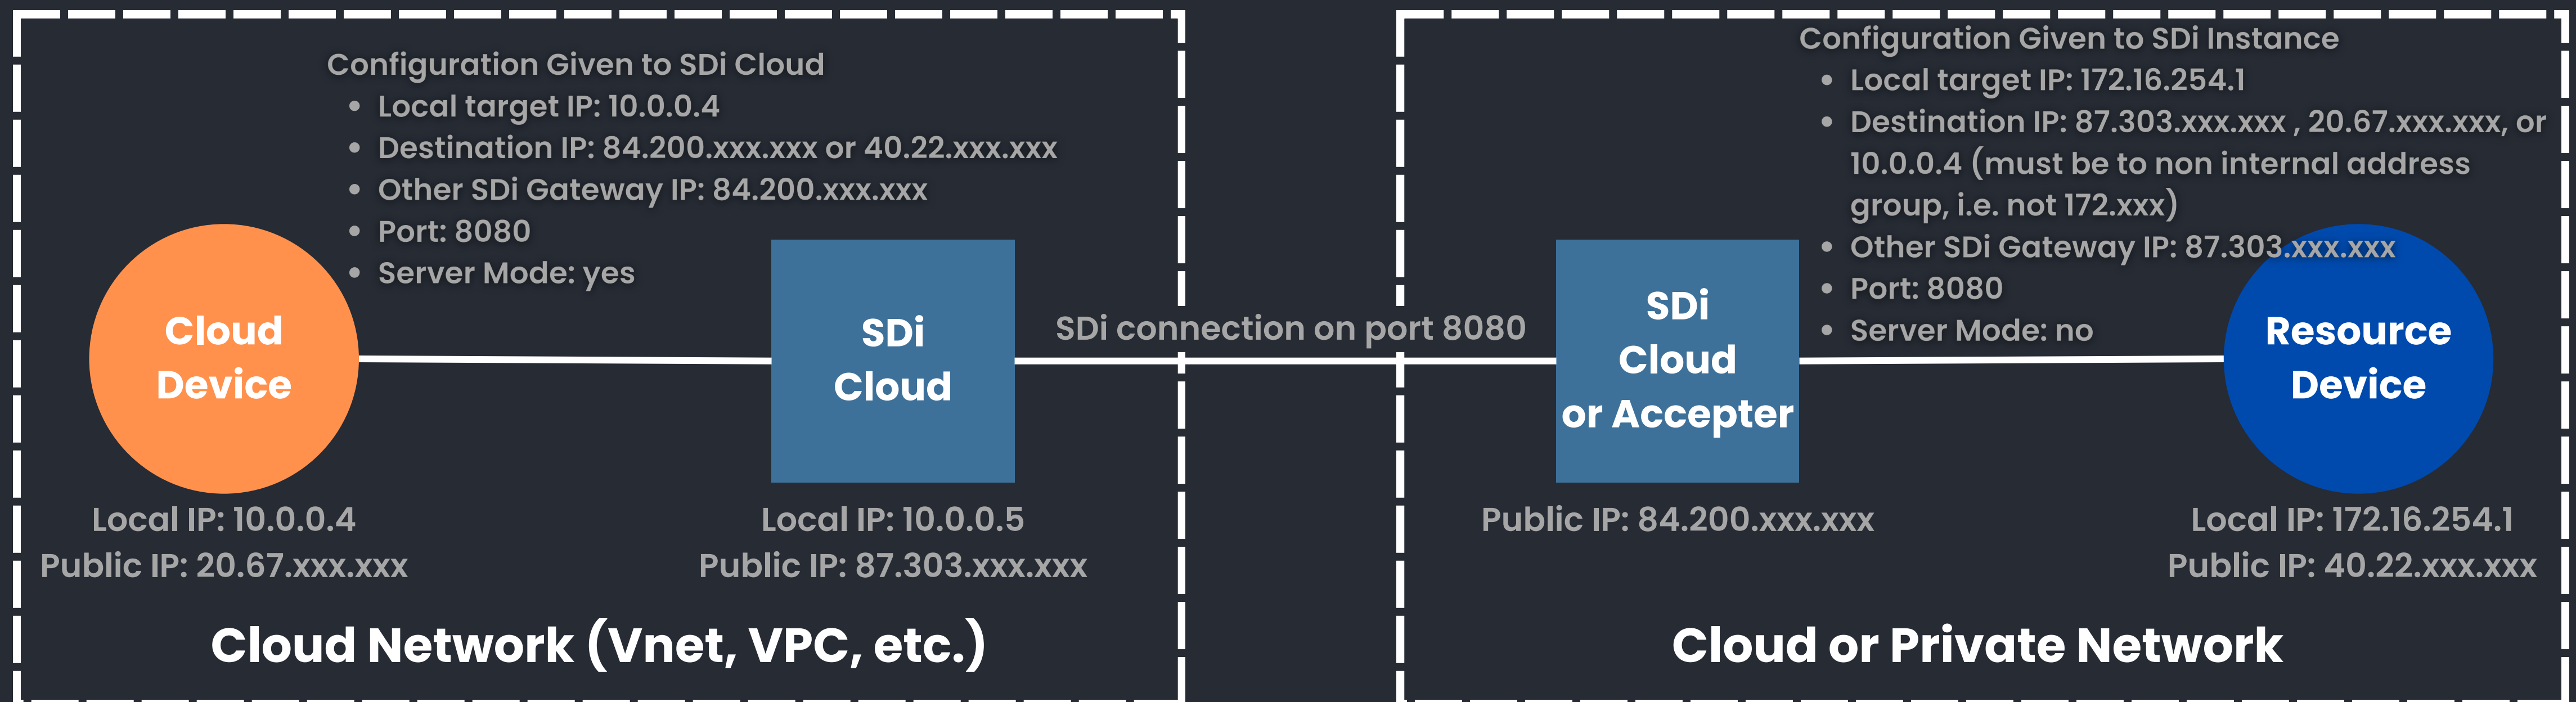 Configuration Given to SDi Cloud
• Local target IP: 10.0.0.4
• Destination IP: 84.200.xxx.xxx or 40.22.xxx.xxx
• Other SDi Gateway IP: 84.200.xxx.xxx
• Port: 8080
• Server Mode: yes
Cloud
Device
Local IP: 10.0.0.4
Public IP: 20.67.xxx.xxx
SDi
Cloud
Local IP: 10.0.0.5
Public IP: 87.303.xxx.xxx
Cloud Network (Vnet, VPC, etc.)
SDi connection on port 8080
Configuration Given to SDi Instance
• Local target IP: 172.16.254.1
• Destination IP: 87.303.xxx.xxx , 20.67.xxx.xxx, or
10.0.0.4 (must be to non internal address
group, i.e. not 172.xxx)
• Other SDi Gateway IP: 87.303.xxx.xxx
• Port: 8080
• Server Mode: no
SDi
Cloud
or Accepter
Public IP: 84.200.xxx.xxx
Resource
Device
Local IP: 172.16.254.1
Public IP: 40.22.xxx.xxx
Cloud or Private Network